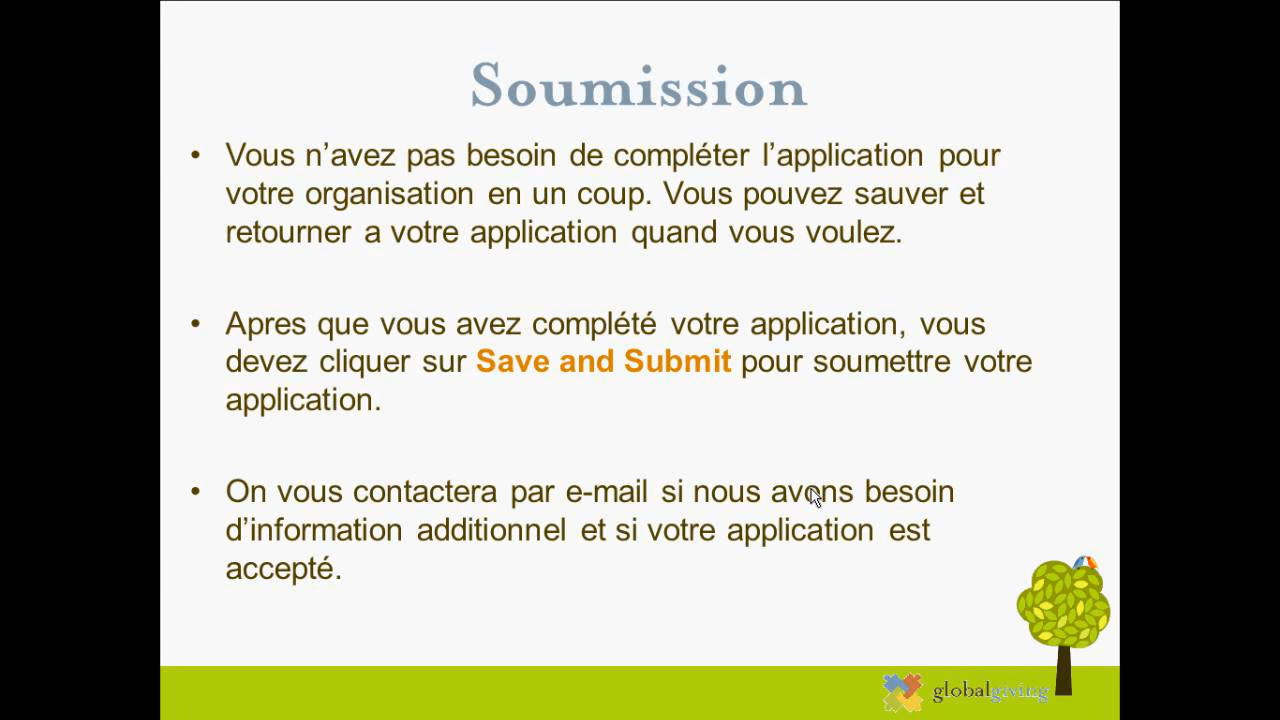 Soumission
• Vous n’avez pas besoin de compléter l’application pour
votre organisation en un coup. Vous pouvez sauver et
retourner a votre application quand vous voulez.
• Apres que vous avez complété votre application, vous
devez cliquer sur Save and Submit pour soumettre votre
application.
• On vous contactera par e-mail si nous avons besoin
d’information additionnel et si votre application est
accepté.
globalgiving